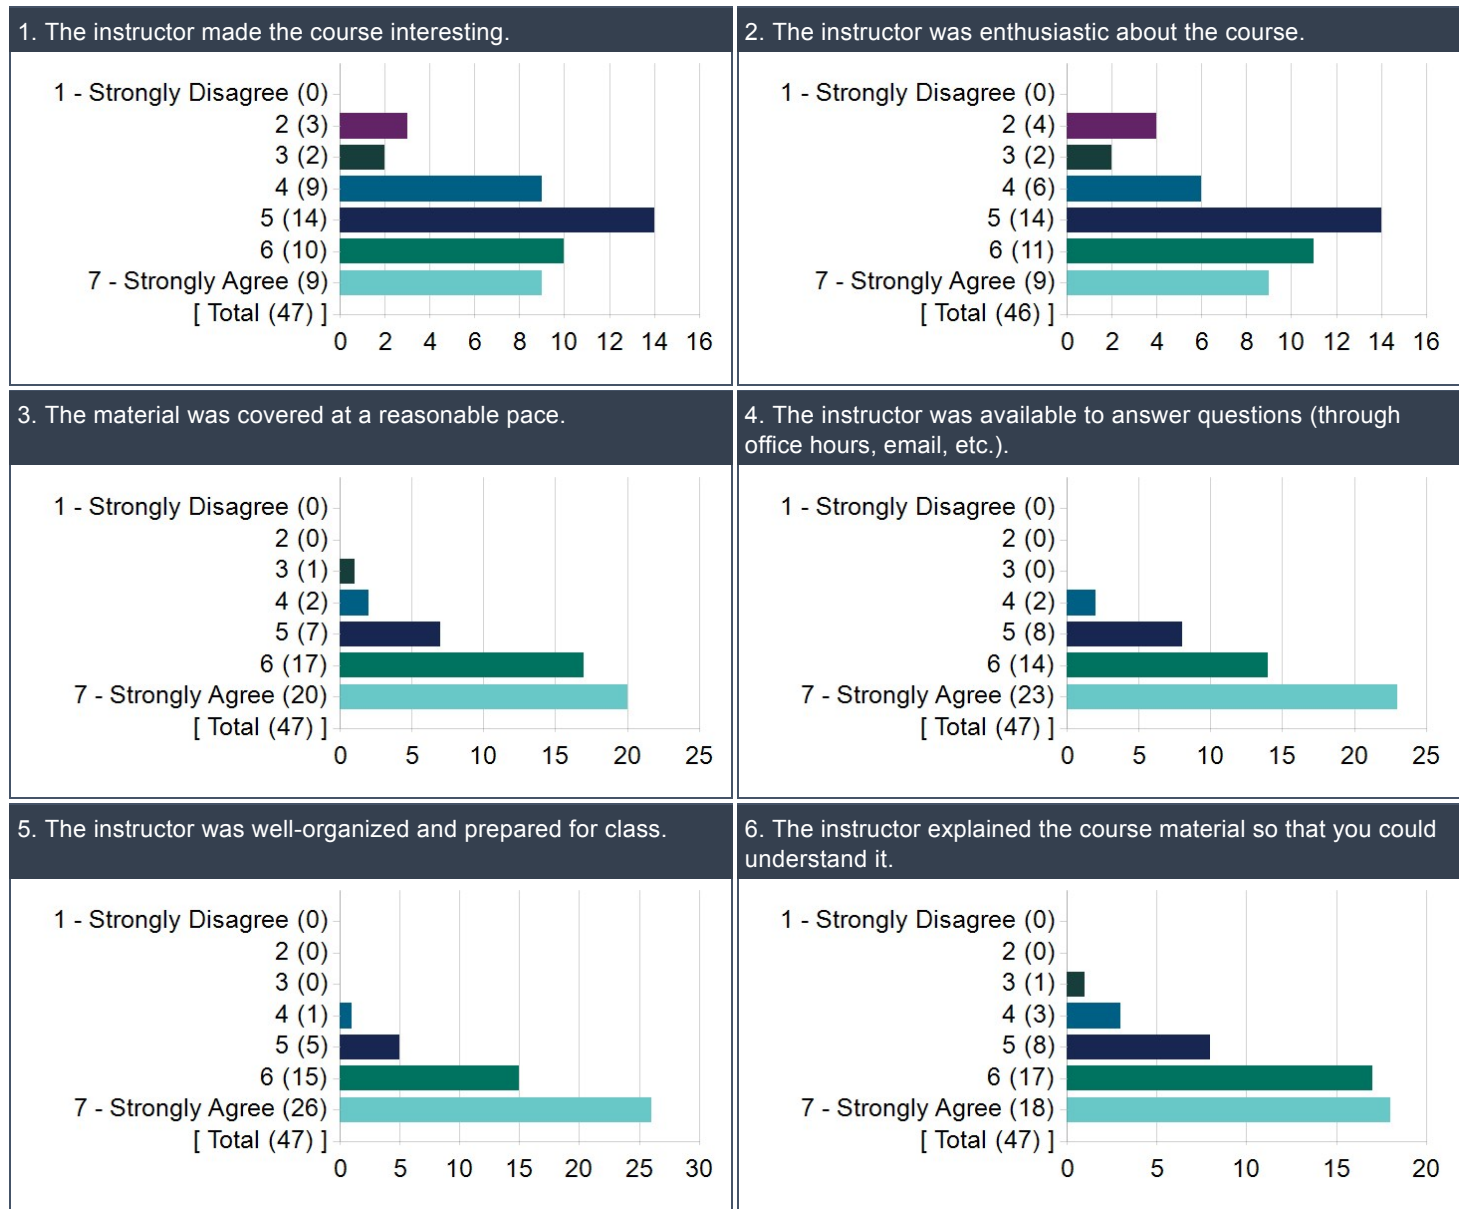 1. The instructor made the course interesting.
1 - Strongly Disagree (0)
2 (3)
3 (2)
4 (9)
5 (14)
6 (10)
7 - Strongly Agree (9)
[ Total (47) ]
0 2 4 6 8 10 12 14 16
2. The instructor was enthusiastic about the course.
1 - Strongly Disagree (0)
2 (4)
3 (2)
4 (6)
5 (14)
6 (11)
7 - Strongly Agree (9)
[ Total (46) ]
0 2 4 6 8 10 12 14 16
3. The material was covered at a reasonable pace.
1 - Strongly Disagree (0)
2 (0)
3 (1)
4 (2)
5 (7)
6 (17)
7 - Strongly Agree (20)
[ Total (47) ]
0 5 10 15 20 25
4. The instructor was available to answer questions (through
office hours, email, etc.).
1 - Strongly Disagree (0)
2 (0)
3 (0)
4 (2)
5 (8)
6 (14)
7 - Strongly Agree (23)
[ Total (47) ]
0 5 10 15 20 25
5. The instructor was well-organized and prepared for class.
1 - Strongly Disagree (0)
2 (0)
3 (0)
4 (1)
5 (5)
6 (15)
7 - Strongly Agree (26)
[ Total (47) ]
0 5 10 15 20 25 30
6. The instructor explained the course material so that you could
understand it.
1 - Strongly Disagree (0)
2 (0)
3 (1)
4 (3)
5 (8)
6 (17)
7 - Strongly Agree (18)
[ Total (47) ]
0 5 10 15 20